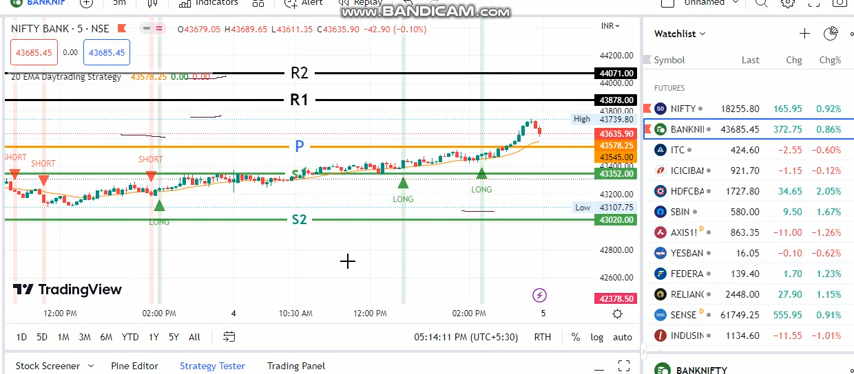 BANKNIF 5m Indicators Alert Replay Unnamed
WWW.BANDICAM.COM
NIFTY BANK · 5 · NSE O43679.05 H43689.65 L43611.35 C43635.90 -42.90 (-0.10%) INR
43685.45 0.00 43685.45
20 EMA Daytrading Strategy 43578.25 0.00 0.00
44200.00
R2 44071.00
R1 43878.00
High 43739.80
43635.90
P 43578.25
43545.00
SHORT SHORT SHORT
43352.00
LONG LONG LONG
43200.00
Low 43107.75
S2 43020.00
42800.00
42600.00
TradingView
42378.50
12:00 PM 02:00 PM 4 10:30 AM 12:00 PM 02:00 PM 5
1D 5D 1M 3M 6M YTD 1Y 5Y All 05:14:11 PM (UTC+5:30) RTH % log auto
Stock Screener Pine Editor Strategy Tester Trading Panel
Watchlist
Symbol Last Chg Chg%
FUTURES
NIFTY 18255.80 165.95 0.92%
BANKNI 43685.45 372.75 0.86%
ITC 424.60 -2.55 -0.60%
ICICIBAN 921.70 -1.15 -0.12%
HDFCBA 1727.80 34.65 2.05%
SBIN 580.00 9.50 1.67%
AXIS1! D 863.35 -11.00 -1.26%
YESBAN 16.05 -0.10 -0.62%
FEDERA 139.40 1.70 1.23%
RELIANC 2448.00 27.90 1.15%
SENSE D 61749.25 555.95 0.91%
INDUSIN 1134.60 -11.55 -1.01%
BANKNIFTY